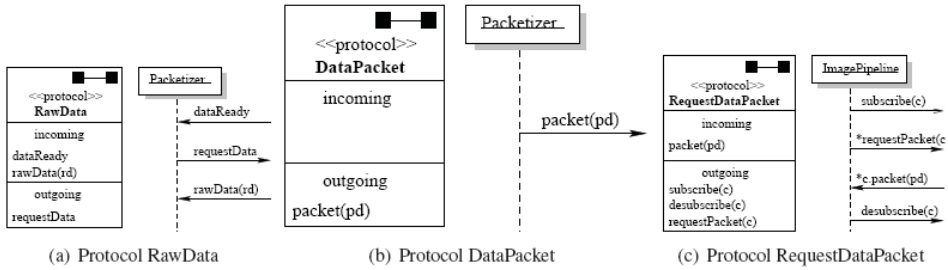 <<protocol>>
RawData
incoming
dataReady
rawData(rd)
outgoing
requestData
Packetizer
dataReady
requestData
rawData(rd)
(a) Protocol RawData
<<protocol>>
DataPacket
incoming
outgoing
packet(pd)
Packetizer
packet(pd)
(b) Protocol DataPacket
<<protocol>>
RequestDataPacket
incoming
packet(pd)
outgoing
subscribe(c)
desubscribe(c)
requestPacket(c)
ImagePipeline
subscribe(c)
*requestPacket(c
*c.packet(pd)
desubscribe(c)
(c) Protocol RequestDataPacket